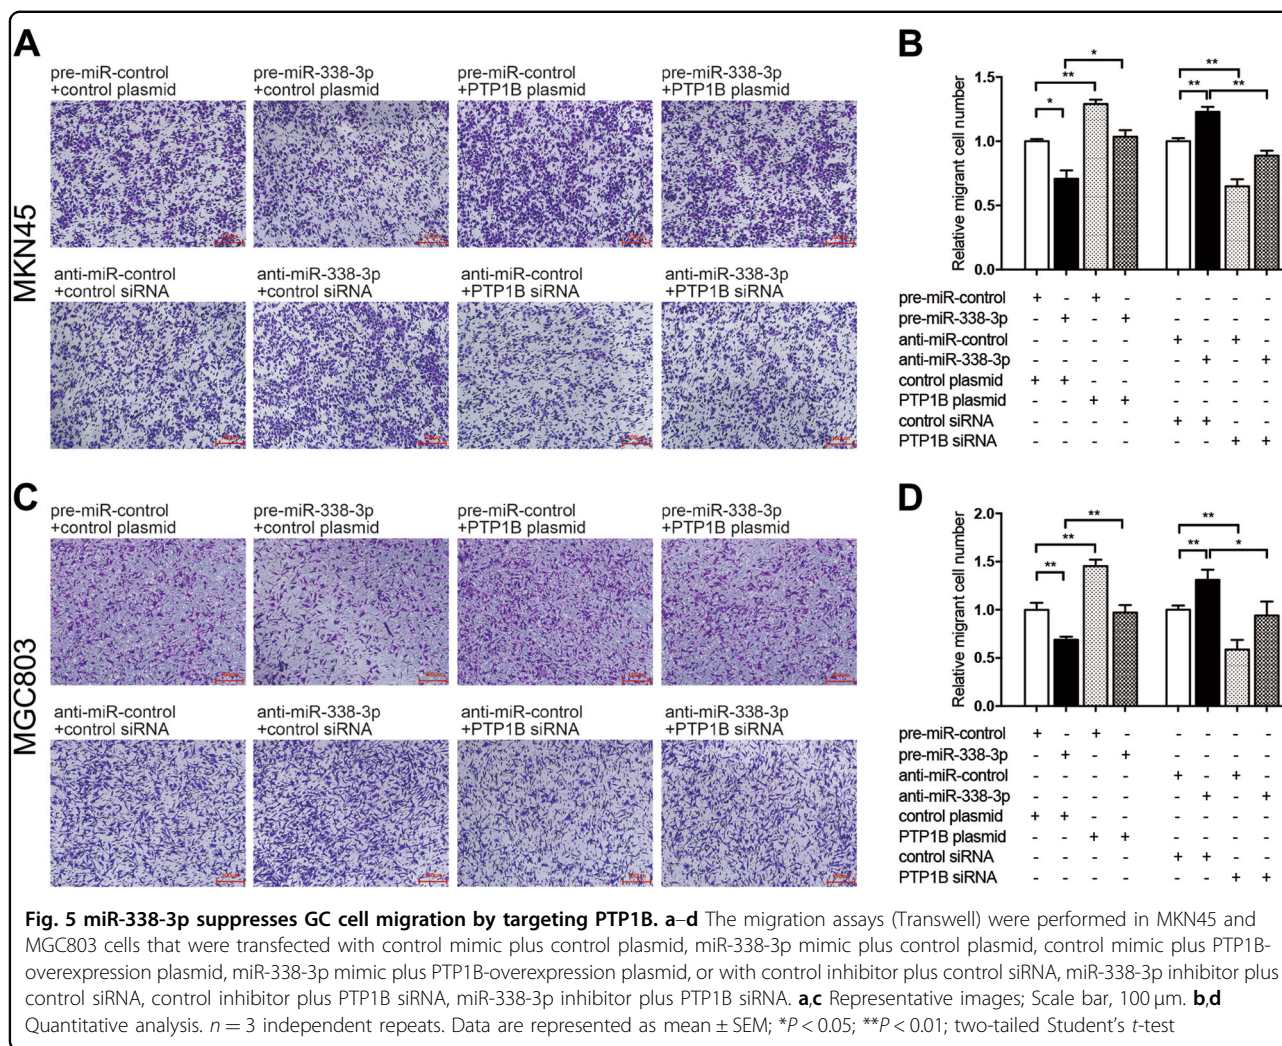 A
pre-miR-control
+control plasmid
pre-miR-338-3p
+control plasmid
pre-miR-control
+PTP1B plasmid
pre-miR-338-3p
+PTP1B plasmid
MKN45
anti-miR-control
+control siRNA
anti-miR-338-3p
+control siRNA
anti-miR-control
+PTP1B siRNA
anti-miR-338-3p
+PTP1B siRNA
B
Relative migrant cell number
1.5
1.0
0.5
0.0
* ** * ** ** **
pre-miR-control + - + - - - - -
pre-miR-338-3p - + - + - - - -
anti-miR-control - - - - + - + -
anti-miR-338-3p - - - - - + - +
control plasmid + + - - - - - -
PTP1B plasmid - - + + - - - -
control siRNA - - - - + + - -
PTP1B siRNA - - - - - - + +
C
pre-miR-control
+control plasmid
pre-miR-338-3p
+control plasmid
pre-miR-control
+PTP1B plasmid
pre-miR-338-3p
+PTP1B plasmid
MGC803
anti-miR-control
+control siRNA
anti-miR-338-3p
+control siRNA
anti-miR-control
+PTP1B siRNA
anti-miR-338-3p
+PTP1B siRNA
D
Relative migrant cell number
2.0
1.5
1.0
0.5
0.0
** ** ** ** ** *
pre-miR-control + - + - - - - -
pre-miR-338-3p - + - + - - - -
anti-miR-control - - - - + - + -
anti-miR-338-3p - - - - - + - +
control plasmid + + - - - - - -
PTP1B plasmid - - + + - - - -
control siRNA - - - - + + - -
PTP1B siRNA - - - - - - + +
Fig. 5 miR-338-3p suppresses GC cell migration by targeting PTP1B. a–d The migration assays (Transwell) were performed in MKN45 and
MGC803 cells that were transfected with control mimic plus control plasmid, miR-338-3p mimic plus control plasmid, control mimic plus PTP1B-
overexpression plasmid, miR-338-3p mimic plus PTP1B-overexpression plasmid, or with control inhibitor plus control siRNA, miR-338-3p inhibitor plus
control siRNA, control inhibitor plus PTP1B siRNA, miR-338-3p inhibitor plus PTP1B siRNA. a,c Representative images; Scale bar, 100 μm. b,d
Quantitative analysis. n = 3 independent repeats. Data are represented as mean ± SEM; *P < 0.05; **P < 0.01; two-tailed Student's t-test